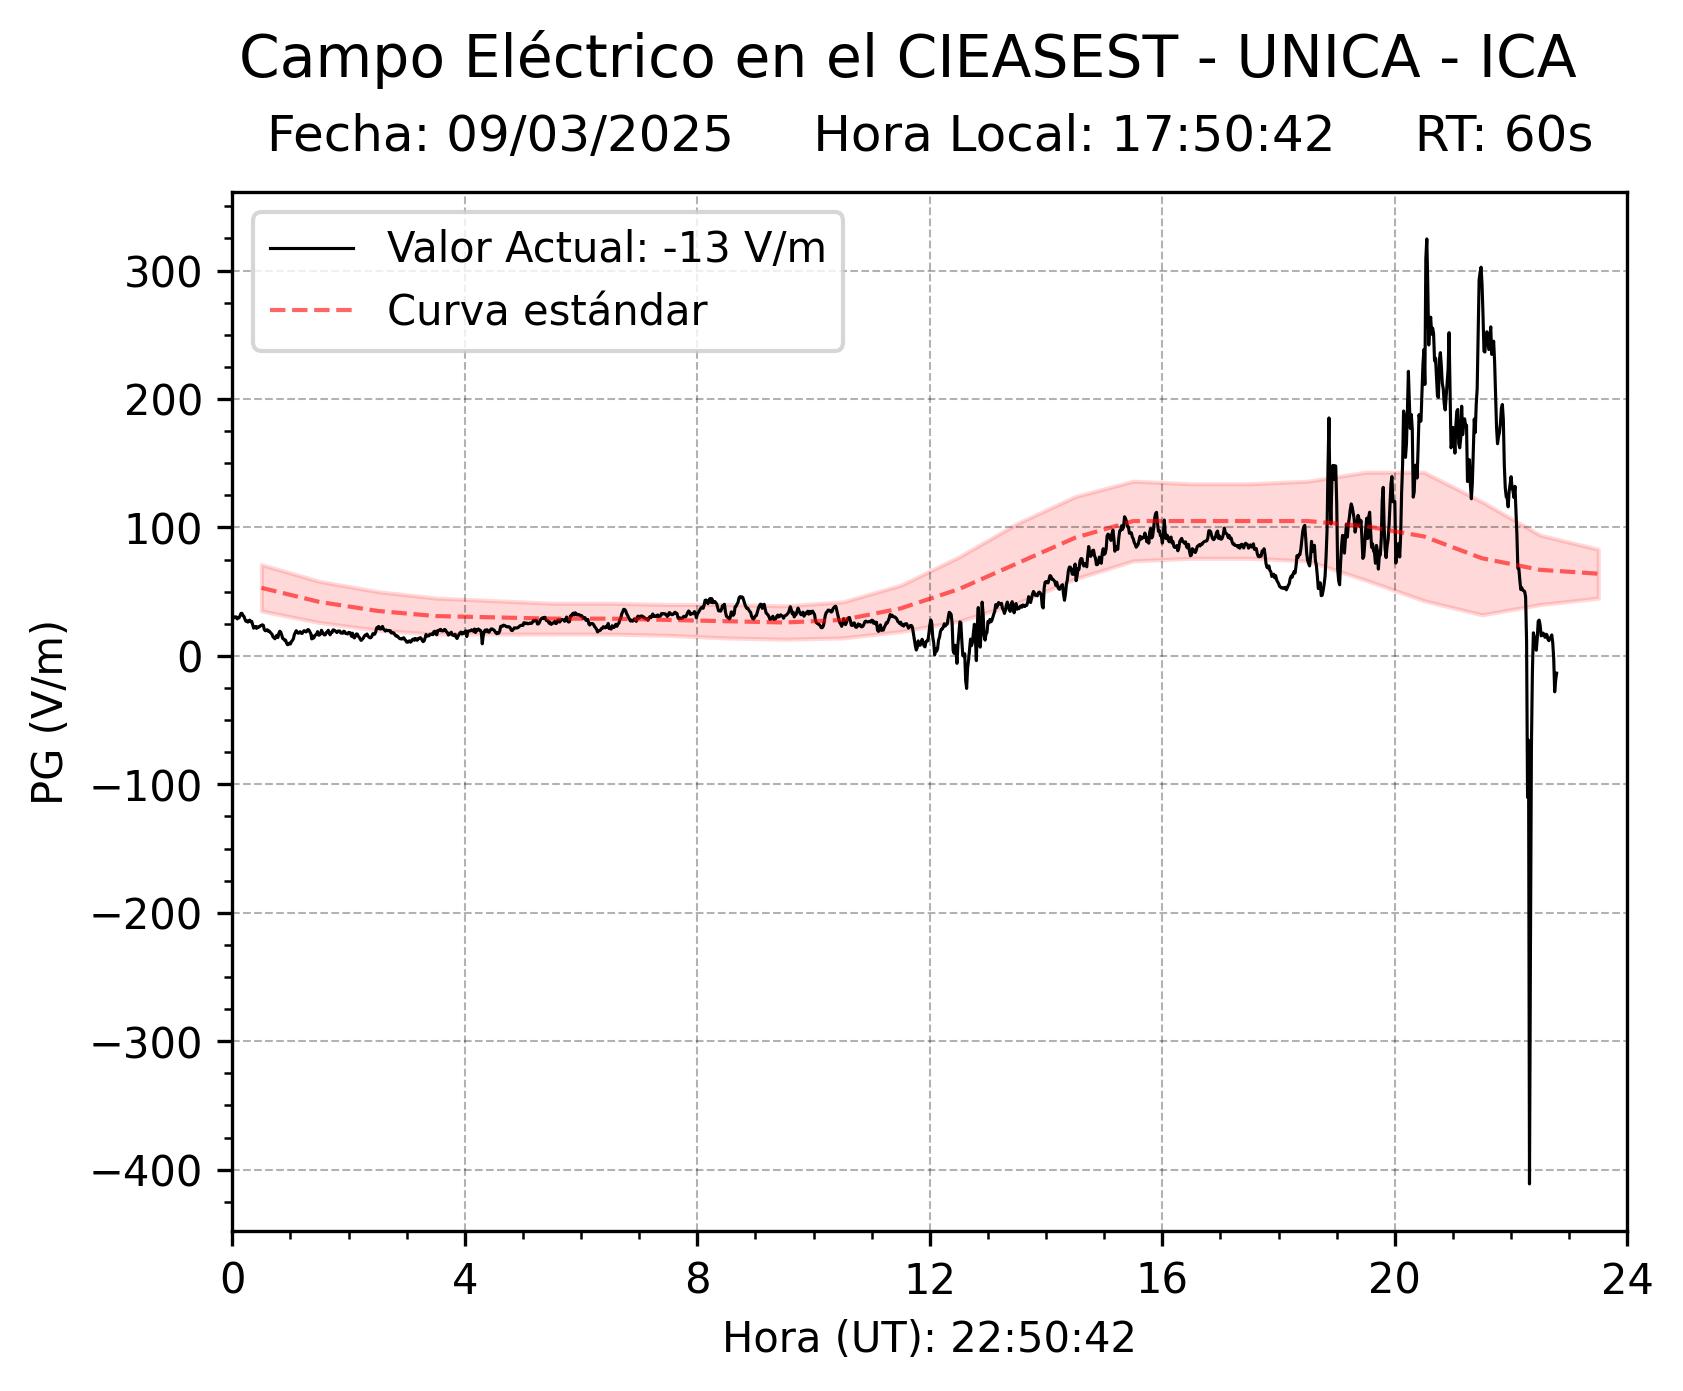 Campo Eléctrico en el CIEASEST - UNICA - ICA
Fecha: 09/03/2025 Hora Local: 17:50:42 RT: 60s
Valor Actual: -13 V/m
Curva estándar
300
200
100
0
−100
−200
−300
−400
PG (V/m)
0 4 8 12 16 20 24
Hora (UT): 22:50:42